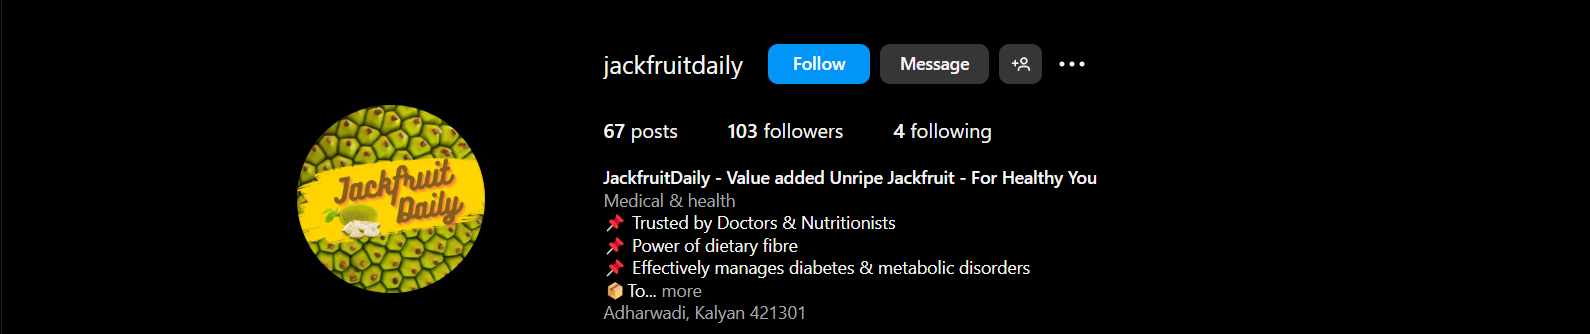 jackfruitdaily Follow Message
67 posts 103 followers 4 following
Jackfruit
Daily
JackfruitDaily - Value added Unripe Jackfruit - For Healthy You
Medical & health
📌 Trusted by Doctors & Nutritionists
📌 Power of dietary fibre
📌 Effectively manages diabetes & metabolic disorders
📦 To... more
Adharwadi, Kalyan 421301